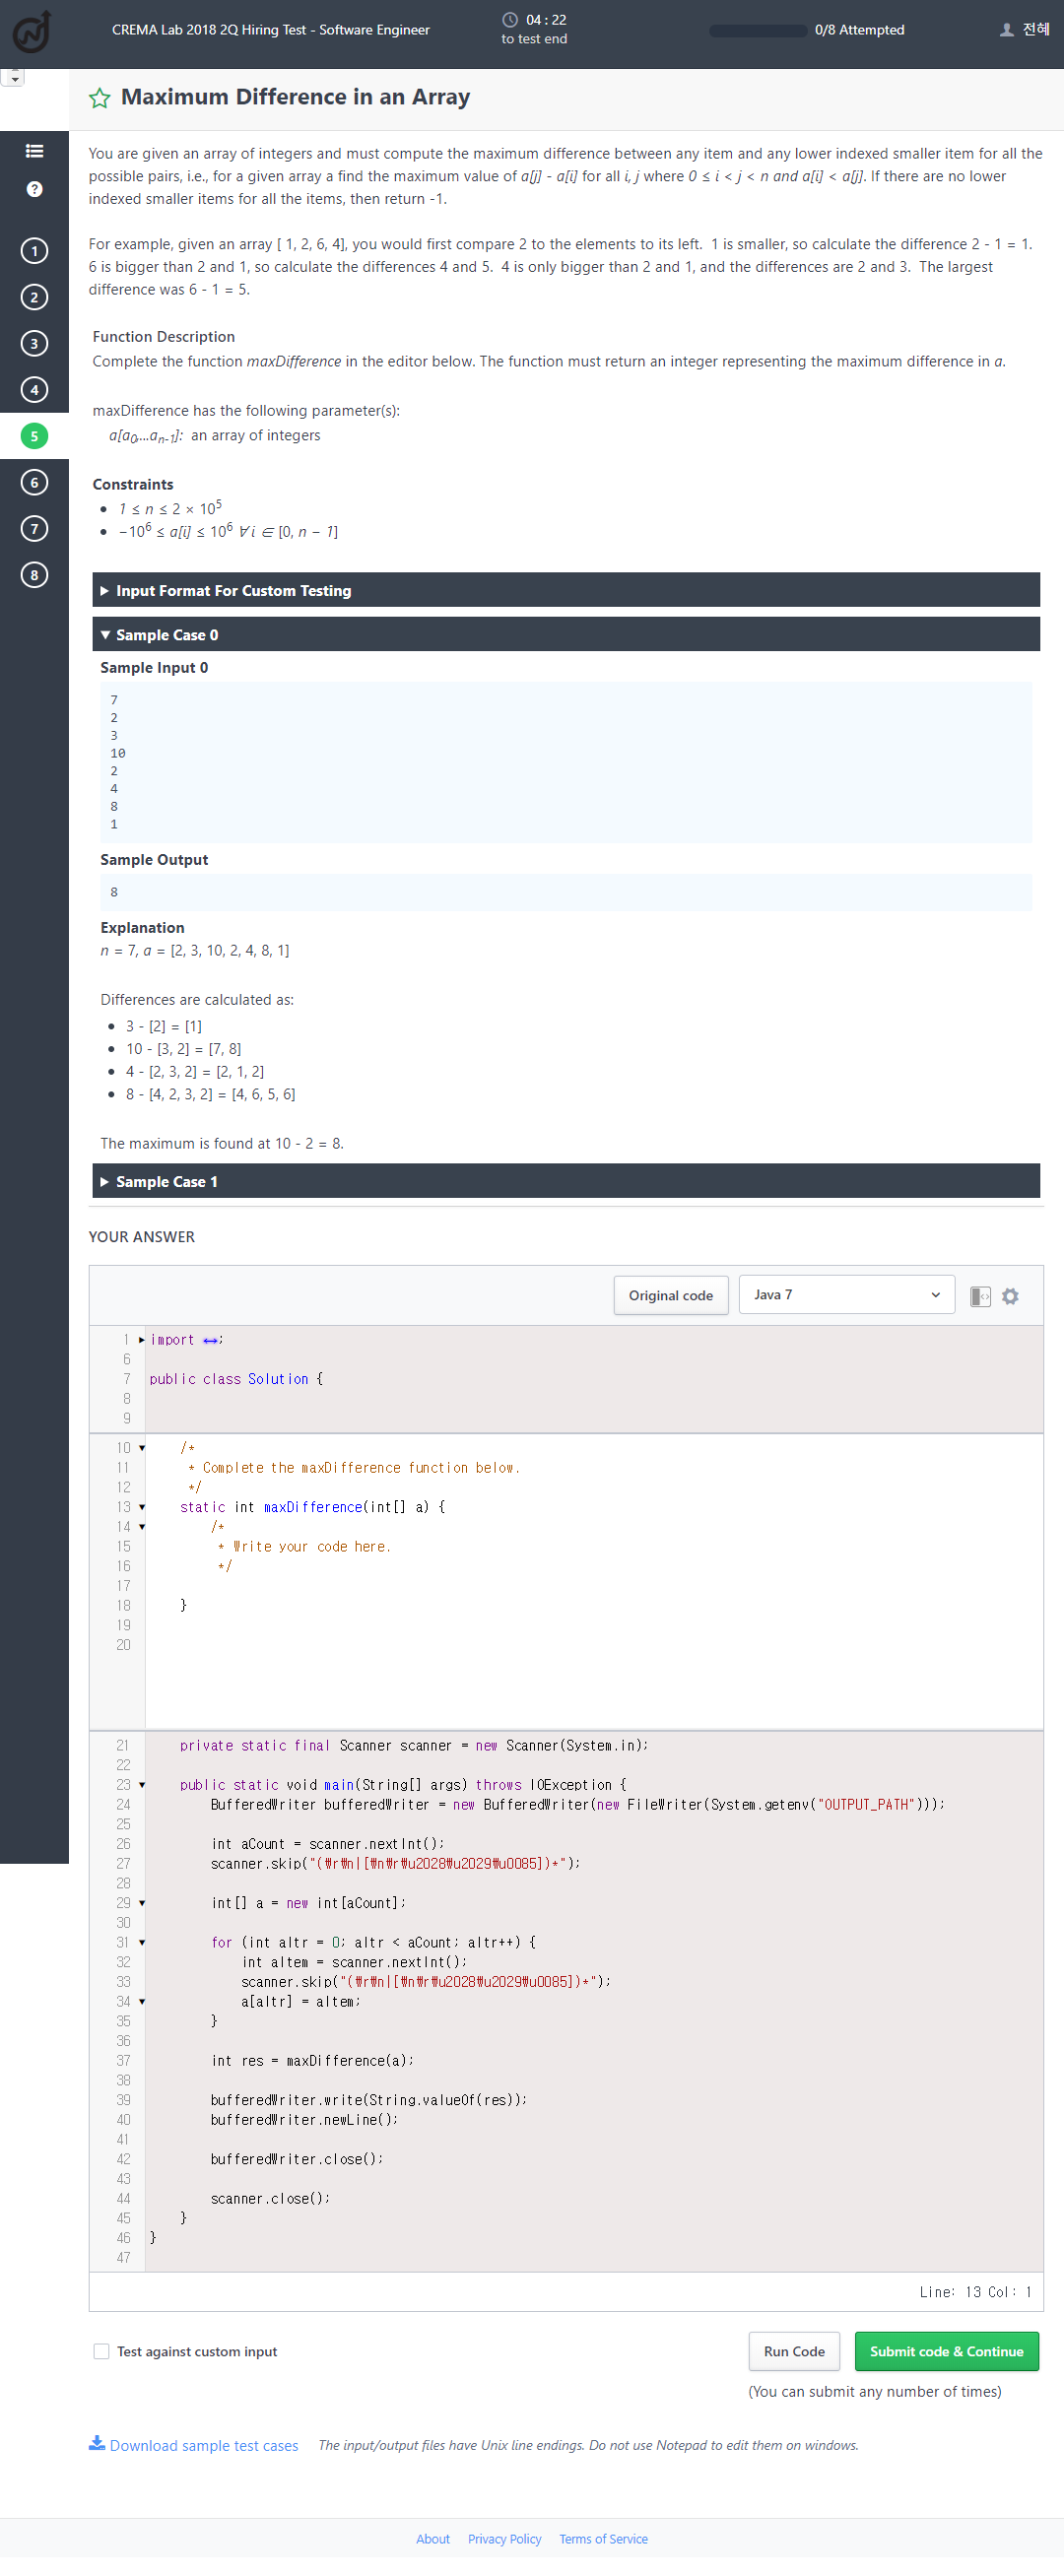 CREMA Lab 2018 2Q Hiring Test - Software Engineer
04 : 22
to test end
0/8 Attempted
전혜
Maximum Difference in an Array
You are given an array of integers and must compute the maximum difference between any item and any lower indexed smaller item for all the
possible pairs, i.e., for a given array a find the maximum value of a[j] - a[i] for all i, j where 0 ≤ i < j < n and a[i] < a[j]. If there are no lower
indexed smaller items for all the items, then return -1.
For example, given an array [ 1, 2, 6, 4], you would first compare 2 to the elements to its left.  1 is smaller, so calculate the difference 2 - 1 = 1.
6 is bigger than 2 and 1, so calculate the differences 4 and 5.  4 is only bigger than 2 and 1, and the differences are 2 and 3.  The largest
difference was 6 - 1 = 5.
Function Description
Complete the function maxDifference in the editor below. The function must return an integer representing the maximum difference in a.
maxDifference has the following parameter(s):
a[a0,...an-1]:  an array of integers
Constraints
• 1 ≤ n ≤ 2 × 10^5
• −10^6 ≤ a[i] ≤ 10^6 ∀ i ∈ [0, n − 1]
Input Format For Custom Testing
Sample Case 0
Sample Input 0
7
2
3
10
2
4
8
1
Sample Output
8
Explanation
n = 7, a = [2, 3, 10, 2, 4, 8, 1]
Differences are calculated as:
• 3 - [2] = [1]
• 10 - [3, 2] = [7, 8]
• 4 - [2, 3, 2] = [2, 1, 2]
• 8 - [4, 2, 3, 2] = [4, 6, 5, 6]
The maximum is found at 10 - 2 = 8.
Sample Case 1
YOUR ANSWER
Original code
Java 7
1 import ↔;
6
7 public class Solution {
8
9
10 /*
11 * Complete the maxDifference function below.
12 */
13 static int maxDifference(int[] a) {
14 /*
15 * Write your code here.
16 */
17
18 }
19
20
21 private static final Scanner scanner = new Scanner(System.in);
22
23 public static void main(String[] args) throws IOException {
24 BufferedWriter bufferedWriter = new BufferedWriter(new FileWriter(System.getenv("OUTPUT_PATH")));
25
26 int aCount = scanner.nextInt();
27 scanner.skip("(₩r₩n|[₩n₩r₩u2028₩u2029₩u0085])*");
28
29 int[] a = new int[aCount];
30
31 for (int aItr = 0; aItr < aCount; aItr++) {
32 int aItem = scanner.nextInt();
33 scanner.skip("(₩r₩n|[₩n₩r₩u2028₩u2029₩u0085])*");
34 a[aItr] = aItem;
35 }
36
37 int res = maxDifference(a);
38
39 bufferedWriter.write(String.valueOf(res));
40 bufferedWriter.newLine();
41
42 bufferedWriter.close();
43
44 scanner.close();
45 }
46 }
47
Line: 13 Col: 1
Test against custom input
Run Code
Submit code & Continue
(You can submit any number of times)
Download sample test cases
The input/output files have Unix line endings. Do not use Notepad to edit them on windows.
About
Privacy Policy
Terms of Service
1
2
3
4
5
6
7
8